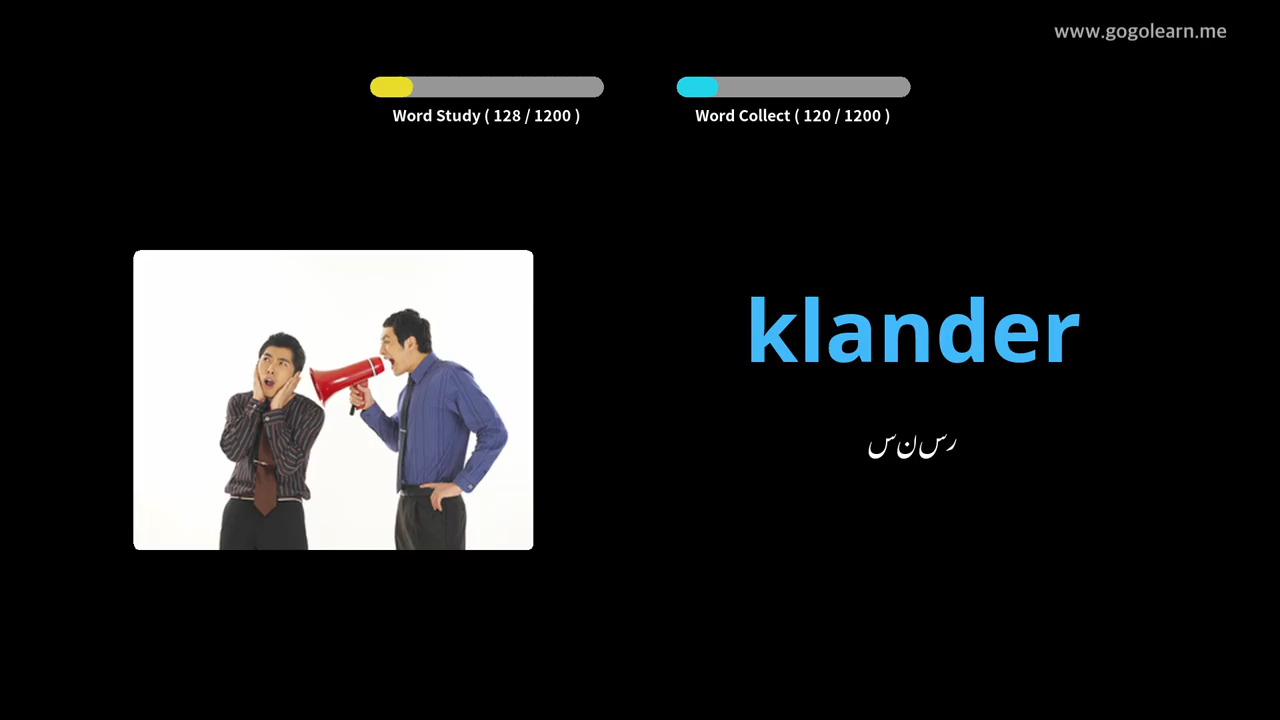 www.gogolearn.me
Word Study ( 128 / 1200 )
Word Collect ( 120 / 1200 )
klander
رس ن س